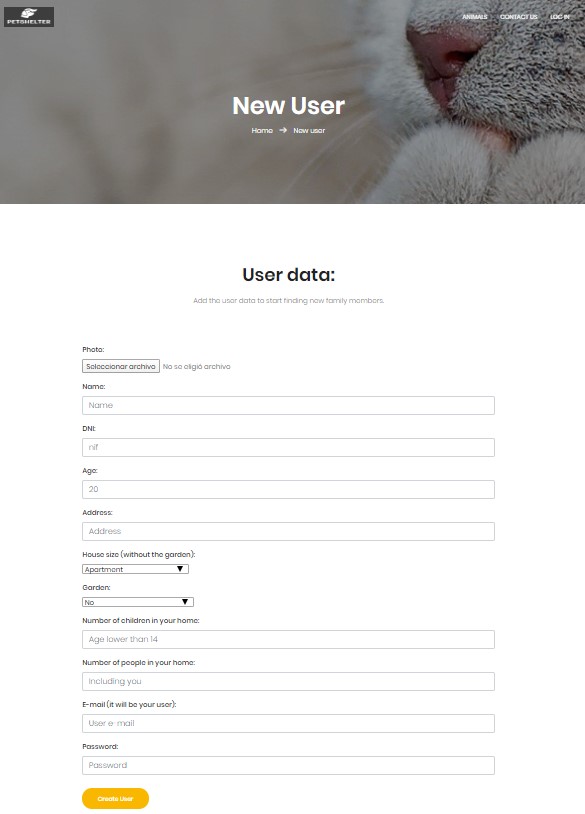 PETSHELTER
ANIMALS CONTACT US LOG IN
New User
Home → New user
User data:
Add the user data to start finding new family members.
Photo:
Seleccionar archivo No se eligió archivo
Name:
Name
DNI:
nif
Age:
20
Address:
Address
House size (without the garden):
Apartment
Garden:
No
Number of children in your home:
Age lower than 14
Number of people in your home:
Including you
E-mail (it will be your user):
User e-mail
Password:
Password
Create User